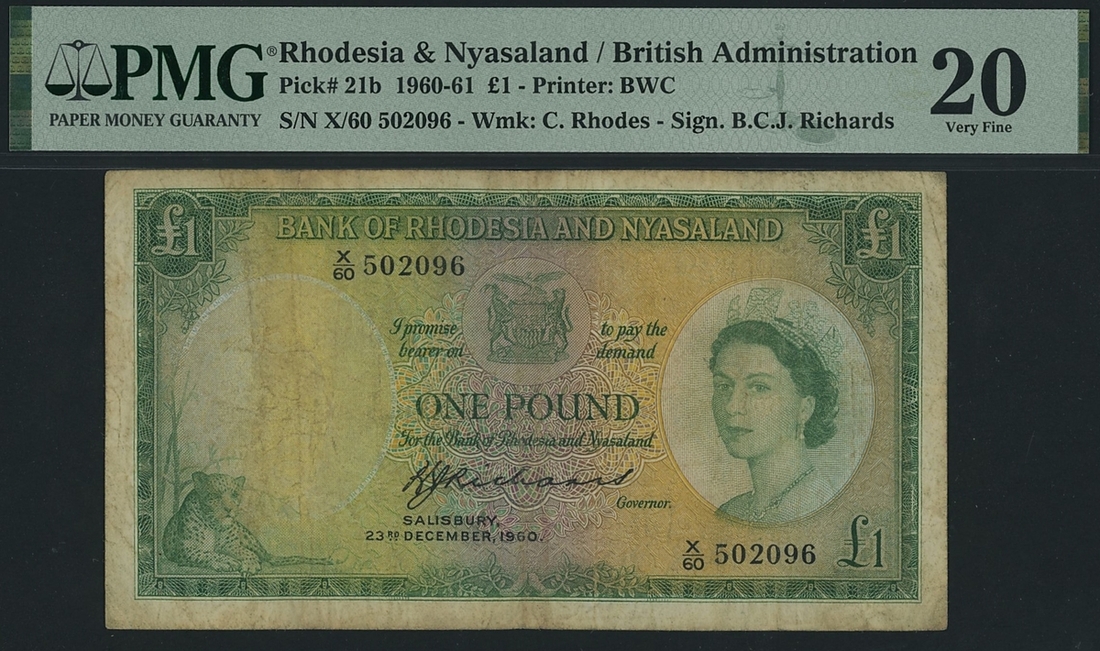 PMG®
PAPER MONEY GUARANTY
Rhodesia & Nyasaland / British Administration
Pick# 21b 1960-61 £1 - Printer: BWC
S/N X/60 502096 - Wmk: C. Rhodes - Sign. B.C.J. Richards
20
Very Fine
£1
£1
BANK OF RHODESIA AND NYASALAND
X/60 502096
I promise to pay the
bearer on demand
ONE POUND
For the Bank of Rhodesia and Nyasaland
BJRichards
Governor.
SALISBURY,
23RD DECEMBER, 1960.
X/60 502096
£1